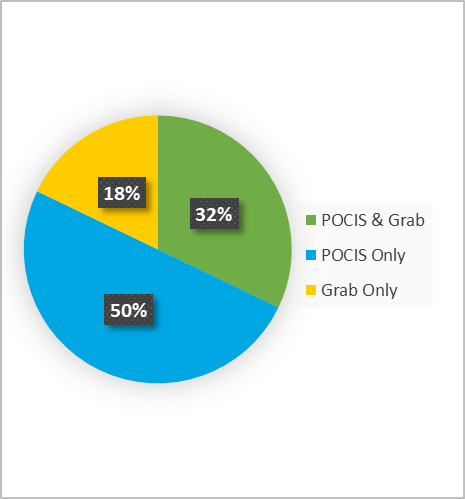 18%
32%
50%
POCIS & Grab
POCIS Only
Grab Only